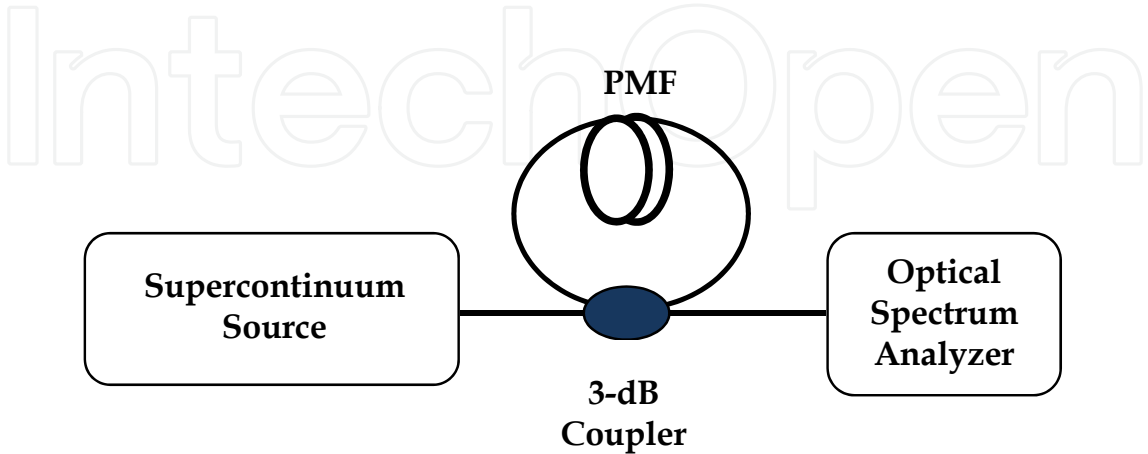 IntechOpen
PMF
Supercontinuum
Source
Optical
Spectrum
Analyzer
3-dB
Coupler